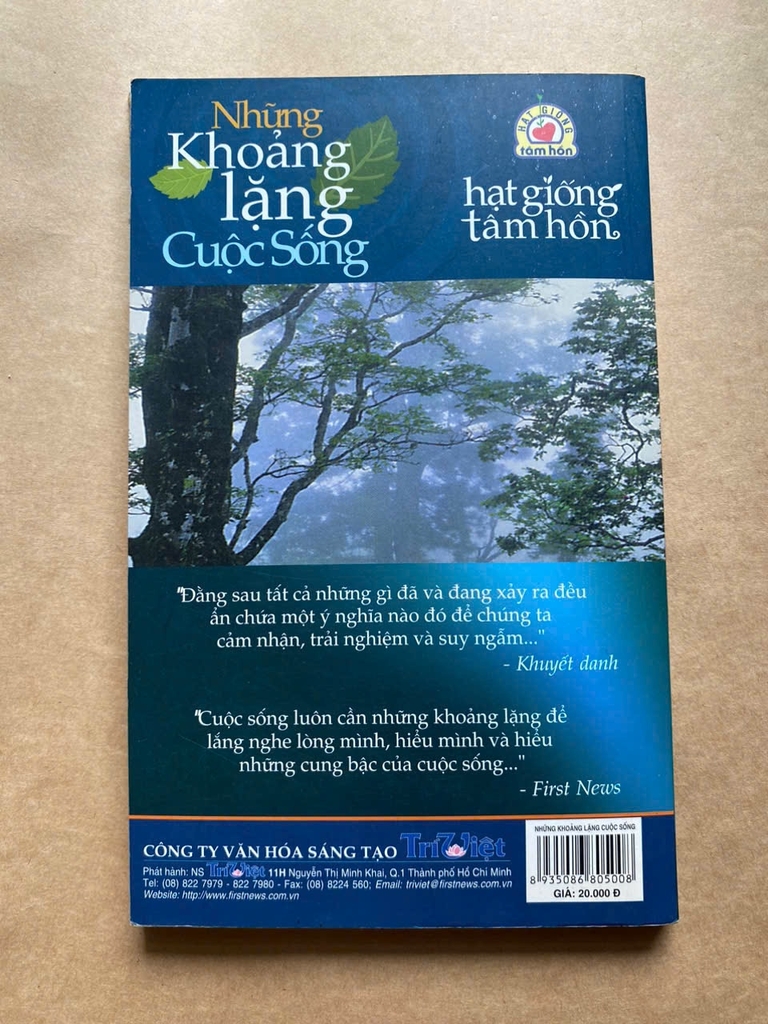 Những
Khoảng
lặng
Cuộc Sống
HẠT GIỐNG
tâm hồn
hạt giống
tâm hồn
"Đằng sau tất cả những gì đã và đang xảy ra đều
ẩn chứa một ý nghĩa nào đó để chúng ta
cảm nhận, trải nghiệm và suy ngẫm..."
- Khuyết danh
"Cuộc sống luôn cần những khoảng lặng để
lắng nghe lòng mình, hiểu mình và hiểu
những cung bậc của cuộc sống..."
- First News
CÔNG TY VĂN HÓA SÁNG TẠO Trí Việt
Phát hành: NS Trí Việt 11H Nguyễn Thị Minh Khai, Q.1 Thành phố Hồ Chí Minh
Tel: (08) 822 7979 - 822 7980 - Fax: (08) 8224 560; Email: triviet@firstnews.com.vn
Website: http://www.firstnews.com.vn
NHỮNG KHOẢNG LẶNG CUỘC SỐNG
8 935086 805008
GIÁ: 20.000 Đ